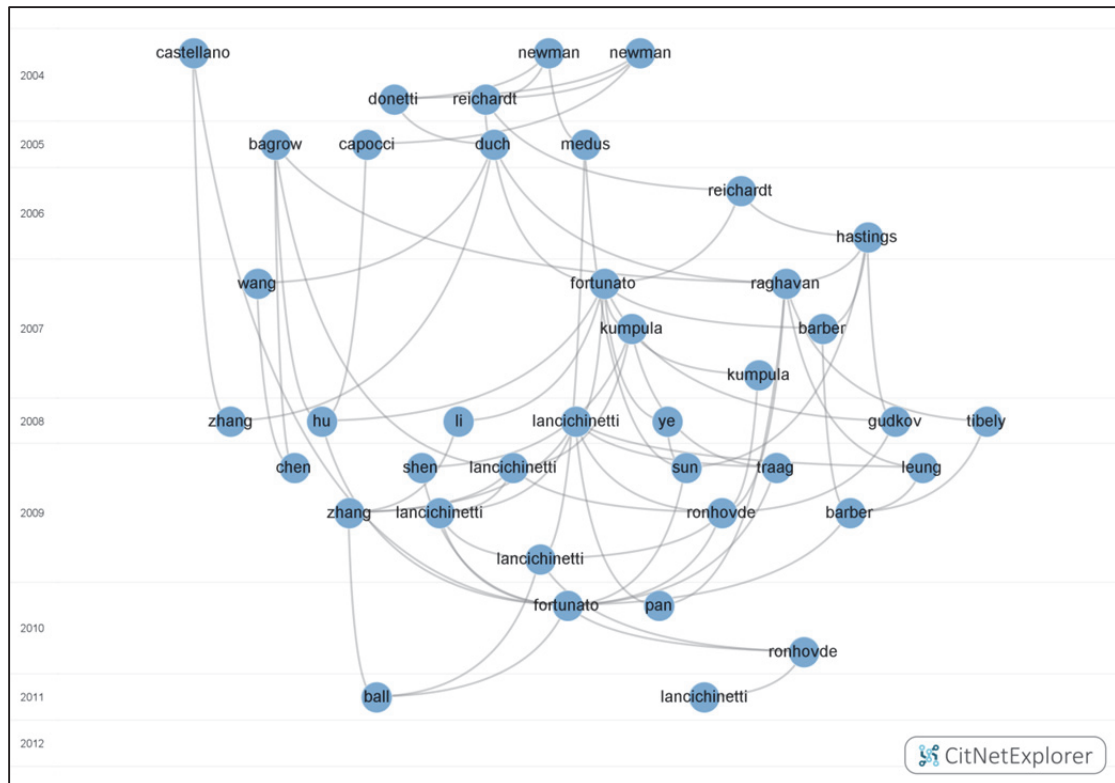 castellano newman newman
2004
donetti reichardt
2005 bagrow capocci duch medus
reichardt
2006
hastings
wang fortunato raghavan
2007 kumpula barber
kumpula
2008 zhang hu li lancichinetti ye gudkov tibely
chen shen lancichinetti sun traag leung
2009 zhang lancichinetti ronhovde barber
lancichinetti
fortunato pan
2010
ronhovde
2011 ball lancichinetti
2012
CitNetExplorer